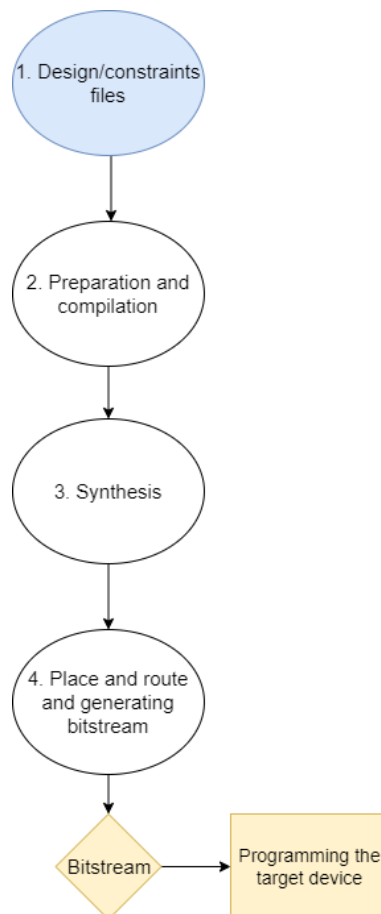 1. Design/constraints
files
2. Preparation and
compilation
3. Synthesis
4. Place and route
and generating
bitstream
Bitstream
Programming the
target device